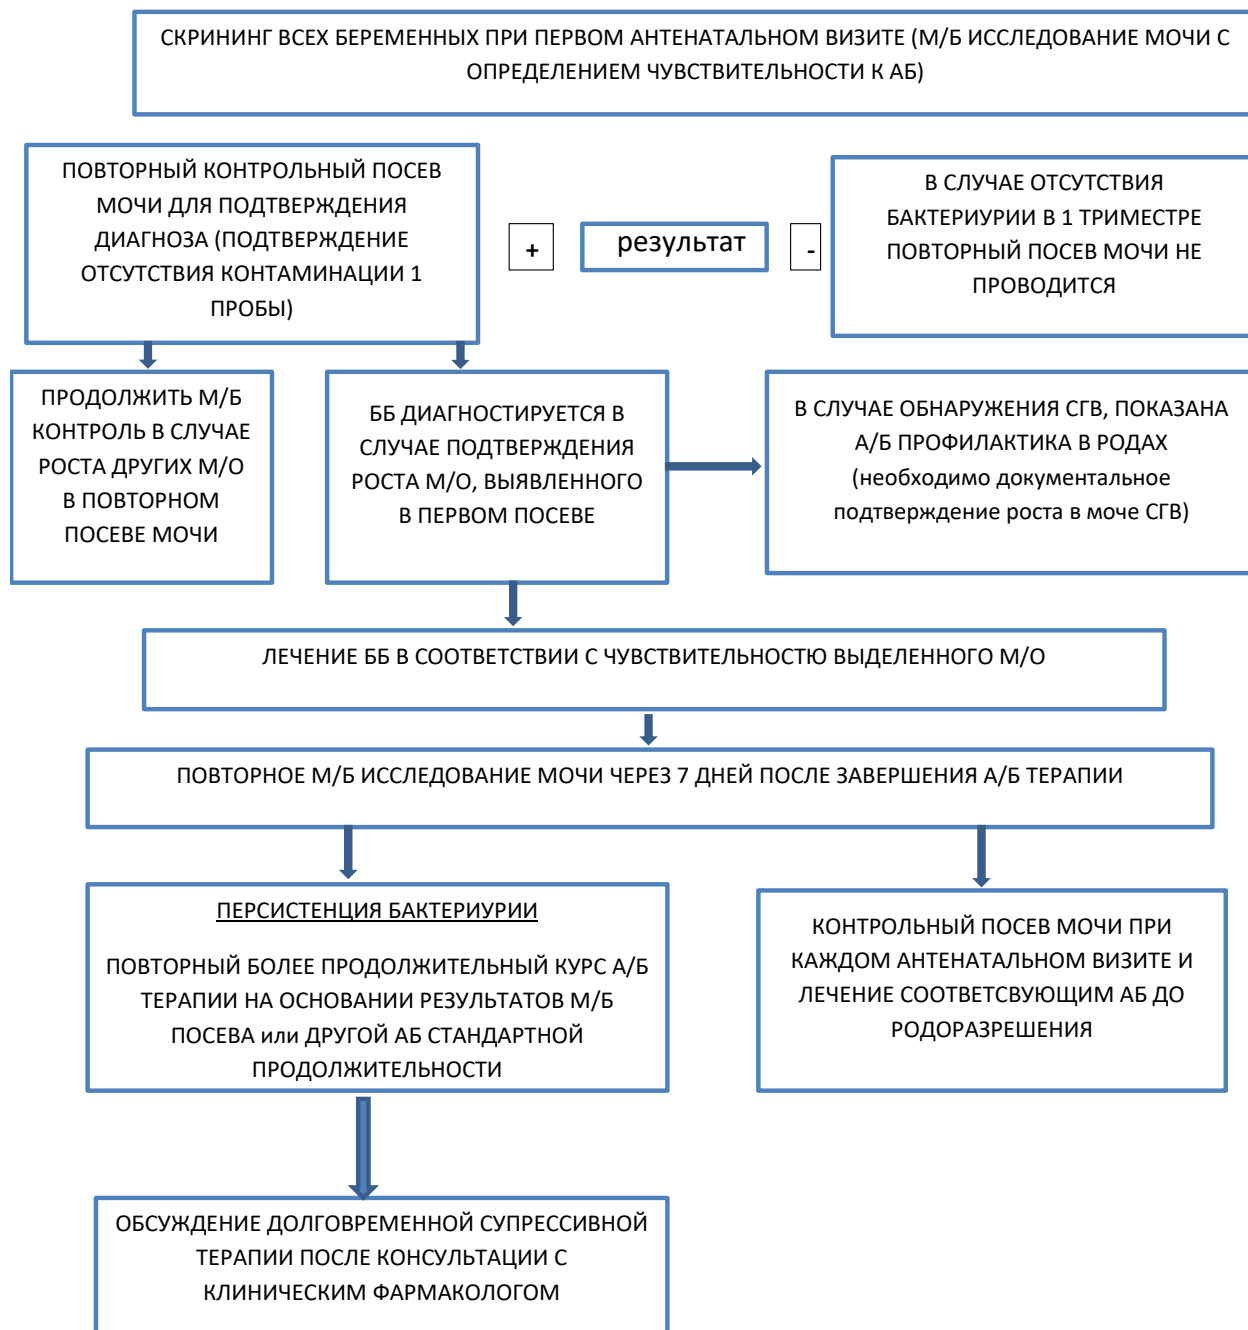 СКРИНИНГ ВСЕХ БЕРЕМЕННЫХ ПРИ ПЕРВОМ АНТЕНАТАЛЬНОМ ВИЗИТЕ (М/Б ИССЛЕДОВАНИЕ МОЧИ С
ОПРЕДЕЛЕНИЕМ ЧУВСТВИТЕЛЬНОСТИ К АБ)
ПОВТОРНЫЙ КОНТРОЛЬНЫЙ ПОСЕВ
МОЧИ ДЛЯ ПОДТВЕРЖДЕНИЯ
ДИАГНОЗА (ПОДТВЕРЖДЕНИЕ
ОТСУТСТВИЯ КОНТАМИНАЦИИ 1
ПРОБЫ)
+
результат
-
В СЛУЧАЕ ОТСУТСТВИЯ
БАКТЕРИУРИИ В 1 ТРИМЕСТРЕ
ПОВТОРНЫЙ ПОСЕВ МОЧИ НЕ
ПРОВОДИТСЯ
ПРОДОЛЖИТЬ М/Б
КОНТРОЛЬ В СЛУЧАЕ
РОСТА ДРУГИХ М/О
В ПОВТОРНОМ
ПОСЕВЕ МОЧИ
ББ ДИАГНОСТИРУЕТСЯ В
СЛУЧАЕ ПОДТВЕРЖДЕНИЯ
РОСТА М/О, ВЫЯВЛЕННОГО
В ПЕРВОМ ПОСЕВЕ
В СЛУЧАЕ ОБНАРУЖЕНИЯ СГВ, ПОКАЗАНА
А/Б ПРОФИЛАКТИКА В РОДАХ
(необходимо документальное
подтверждение роста в моче СГВ)
ЛЕЧЕНИЕ ББ В СООТВЕТСТВИИ С ЧУВСТВИТЕЛЬНОСТЮ ВЫДЕЛЕННОГО М/О
ПОВТОРНОЕ М/Б ИССЛЕДОВАНИЕ МОЧИ ЧЕРЕЗ 7 ДНЕЙ ПОСЛЕ ЗАВЕРШЕНИЯ А/Б ТЕРАПИИ
ПЕРСИСТЕНЦИЯ БАКТЕРИУРИИ
ПОВТОРНЫЙ БОЛЕЕ ПРОДОЛЖИТЕЛЬНЫЙ КУРС А/Б
ТЕРАПИИ НА ОСНОВАНИИ РЕЗУЛЬТАТОВ М/Б
ПОСЕВА или ДРУГОЙ АБ СТАНДАРТНОЙ
ПРОДОЛЖИТЕЛЬНОСТИ
КОНТРОЛЬНЫЙ ПОСЕВ МОЧИ ПРИ
КАЖДОМ АНТЕНАТАЛЬНОМ ВИЗИТЕ И
ЛЕЧЕНИЕ СООТВЕТСВУЮЩИМ АБ ДО
РОДОРАЗРЕШЕНИЯ
ОБСУЖДЕНИЕ ДОЛГОВРЕМЕННОЙ СУПРЕССИВНОЙ
ТЕРАПИИ ПОСЛЕ КОНСУЛЬТАЦИИ С
КЛИНИЧЕСКИМ ФАРМАКОЛОГОМ